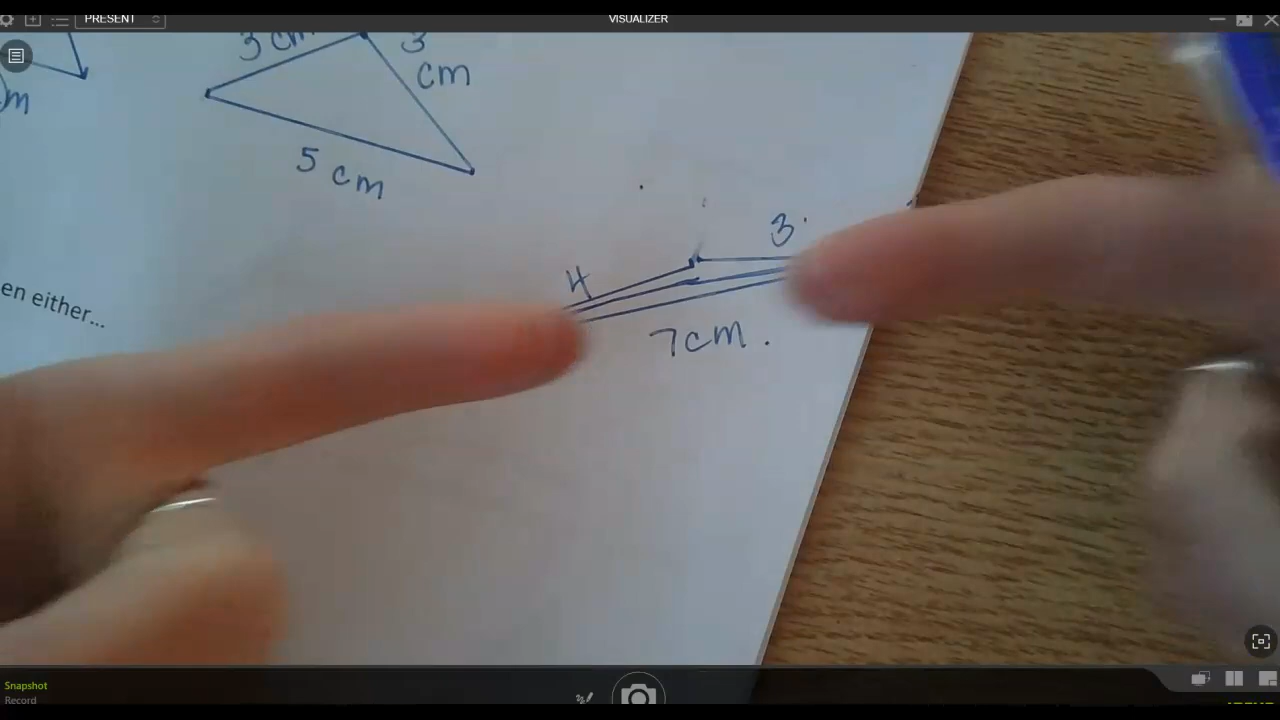 PRESENT
VISUALIZER
3 cm
3
cm
m
5 cm
3
4
en either...
7cm.
Snapshot
Record